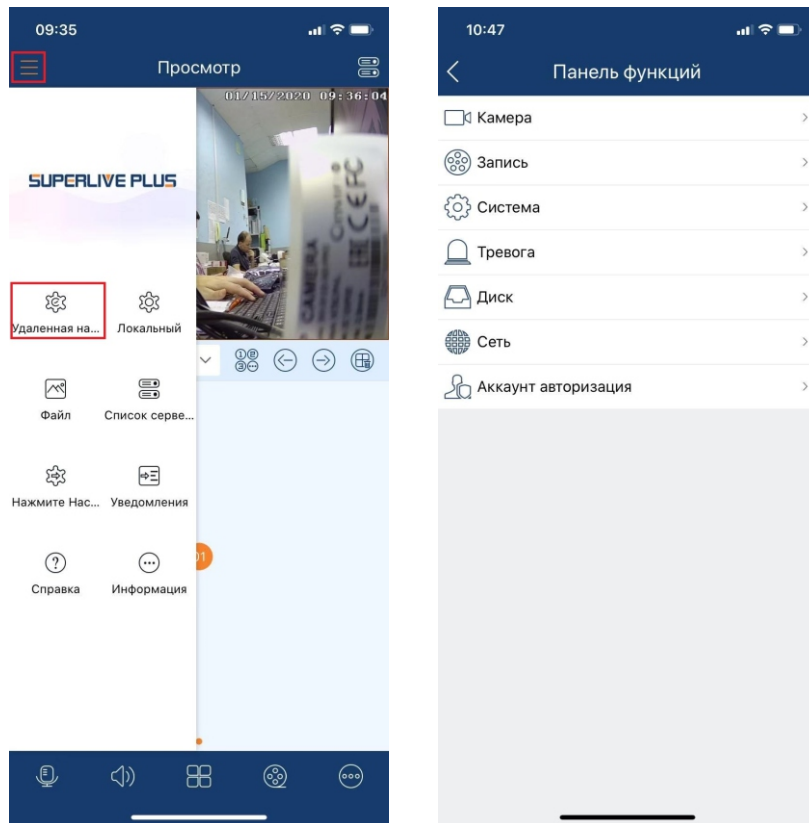 09:35
Просмотр
01/15/2020 09:36:04
SUPERLIVE PLUS
CAMERA
Удаленная на...
Локальный
Файл
Список серве...
Нажмите Нас...
Уведомления
Справка
Информация
10:47
Панель функций
Камера
Запись
Система
Тревога
Диск
Сеть
Аккаунт авторизация